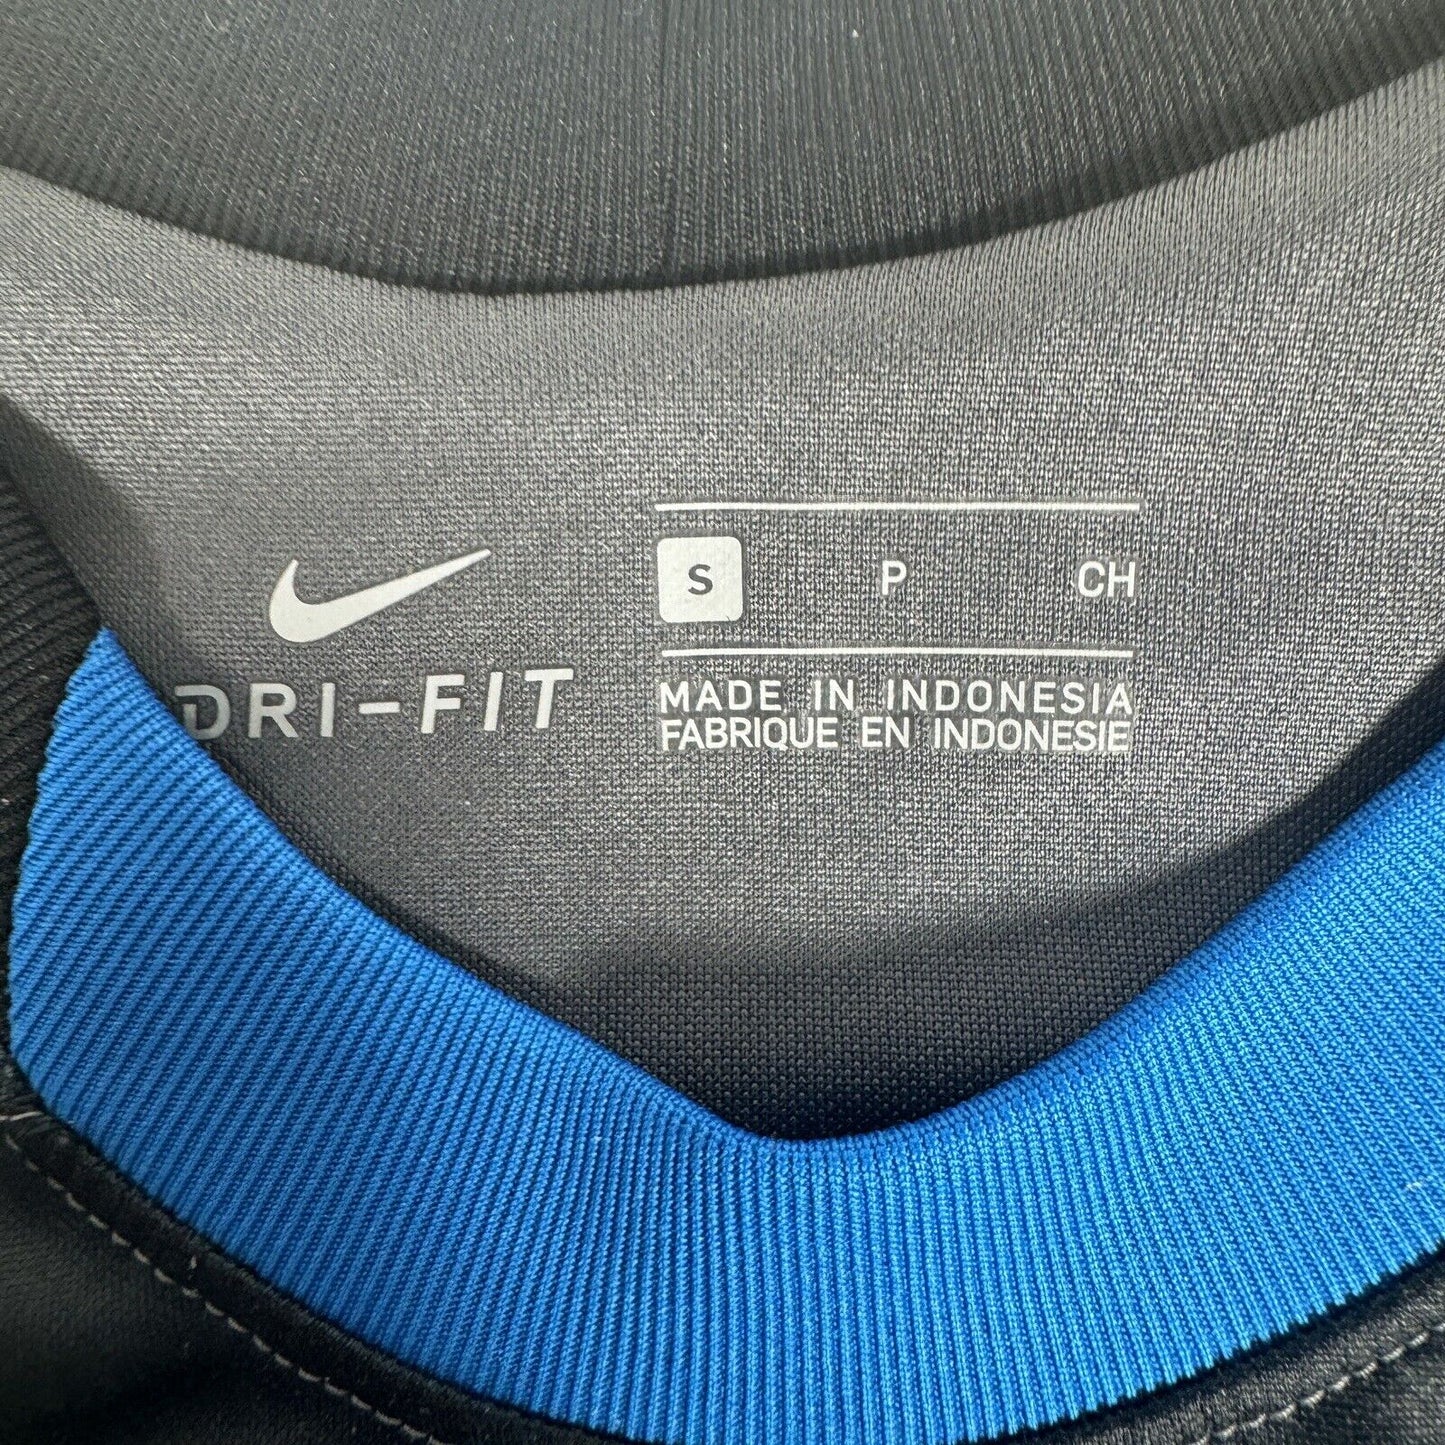 DRI-FIT
S P CH
MADE IN INDONESIA
FABRIQUE EN INDONESIE